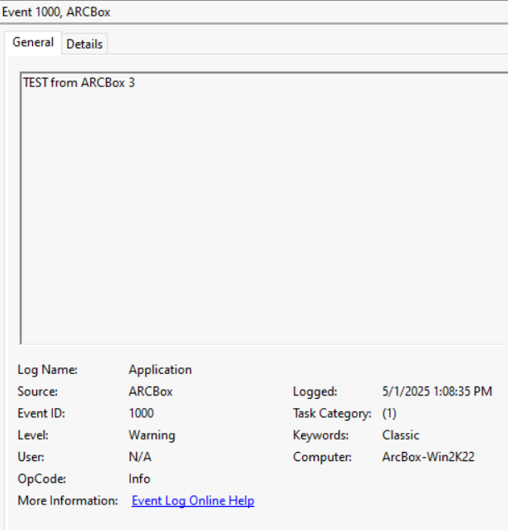 Event 1000, ARCBox
General Details
TEST from ARCBox 3
Log Name: Application
Source: ARCBox Logged: 5/1/2025 1:08:35 PM
Event ID: 1000 Task Category: (1)
Level: Warning Keywords: Classic
User: N/A Computer: ArcBox-Win2K22
OpCode: Info
More Information: Event Log Online Help